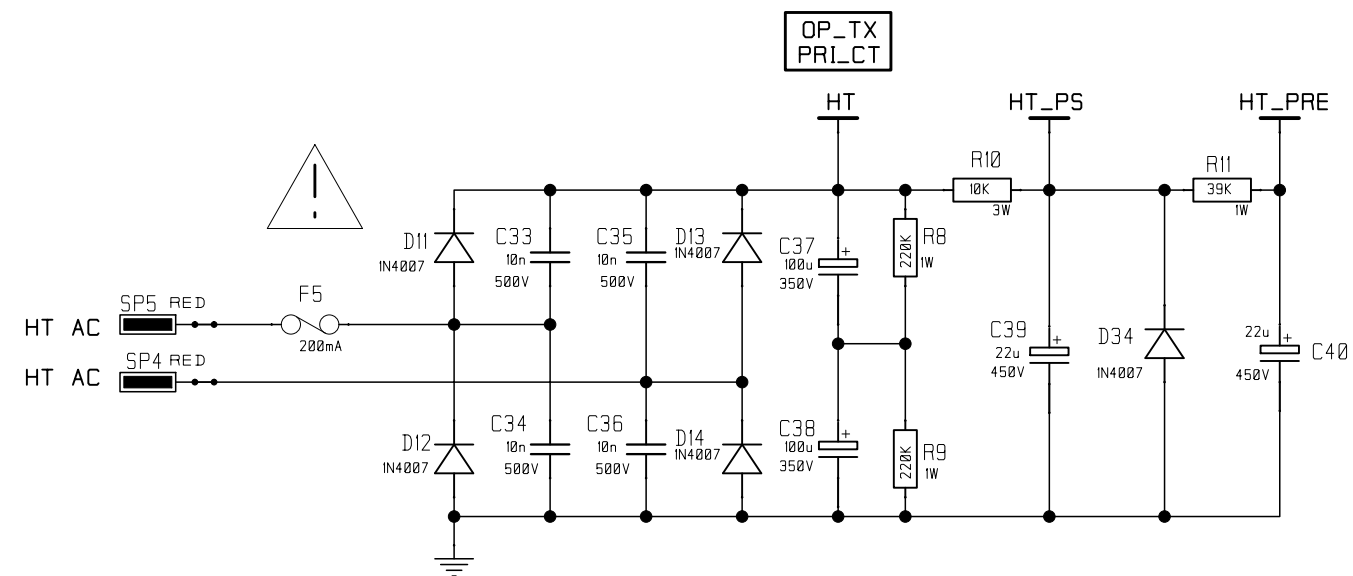 OP_TX
PRI_CT
HT
HT_PS
HT_PRE
!
R10
10K
3W
R11
39K
1W
D11
1N4007
C33
10n
500V
C35
10n
500V
D13
1N4007
C37
+
100u
350V
R8
220K
1W
SP5 RED
F5
HT AC
200mA
SP4 RED
HT AC
C39
+
22u
450V
D34
1N4007
22u
+
C40
450V
D12
1N4007
C34
10n
500V
C36
10n
500V
D14
1N4007
C38
+
100u
350V
R9
220K
1W